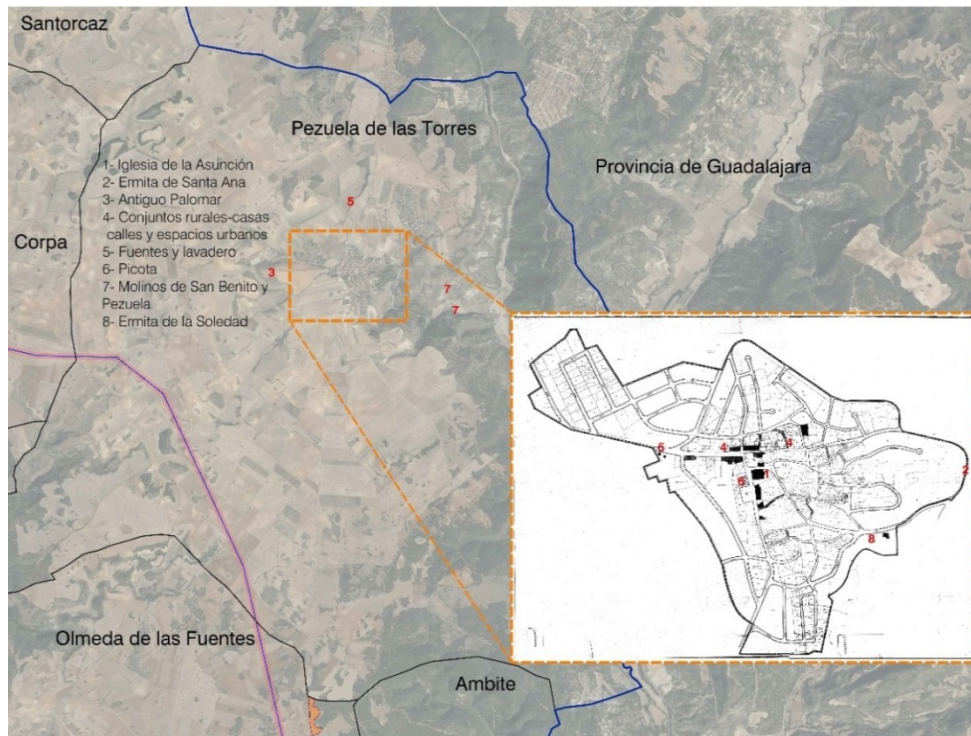 Santorcaz
Pezuela de las Torres
Provincia de Guadalajara
1- Iglesia de la Asunción
2- Ermita de Santa Ana
3- Antiguo Palomar
4- Conjuntos rurales-casas
calles y espacios urbanos
5- Fuentes y lavadero
6- Picota
7- Molinos de San Benito y
Pezuela
8- Ermita de la Soledad
Corpa
5
3
7
7
5
4
4
6
1
2
8
Olmeda de las Fuentes
Ambite